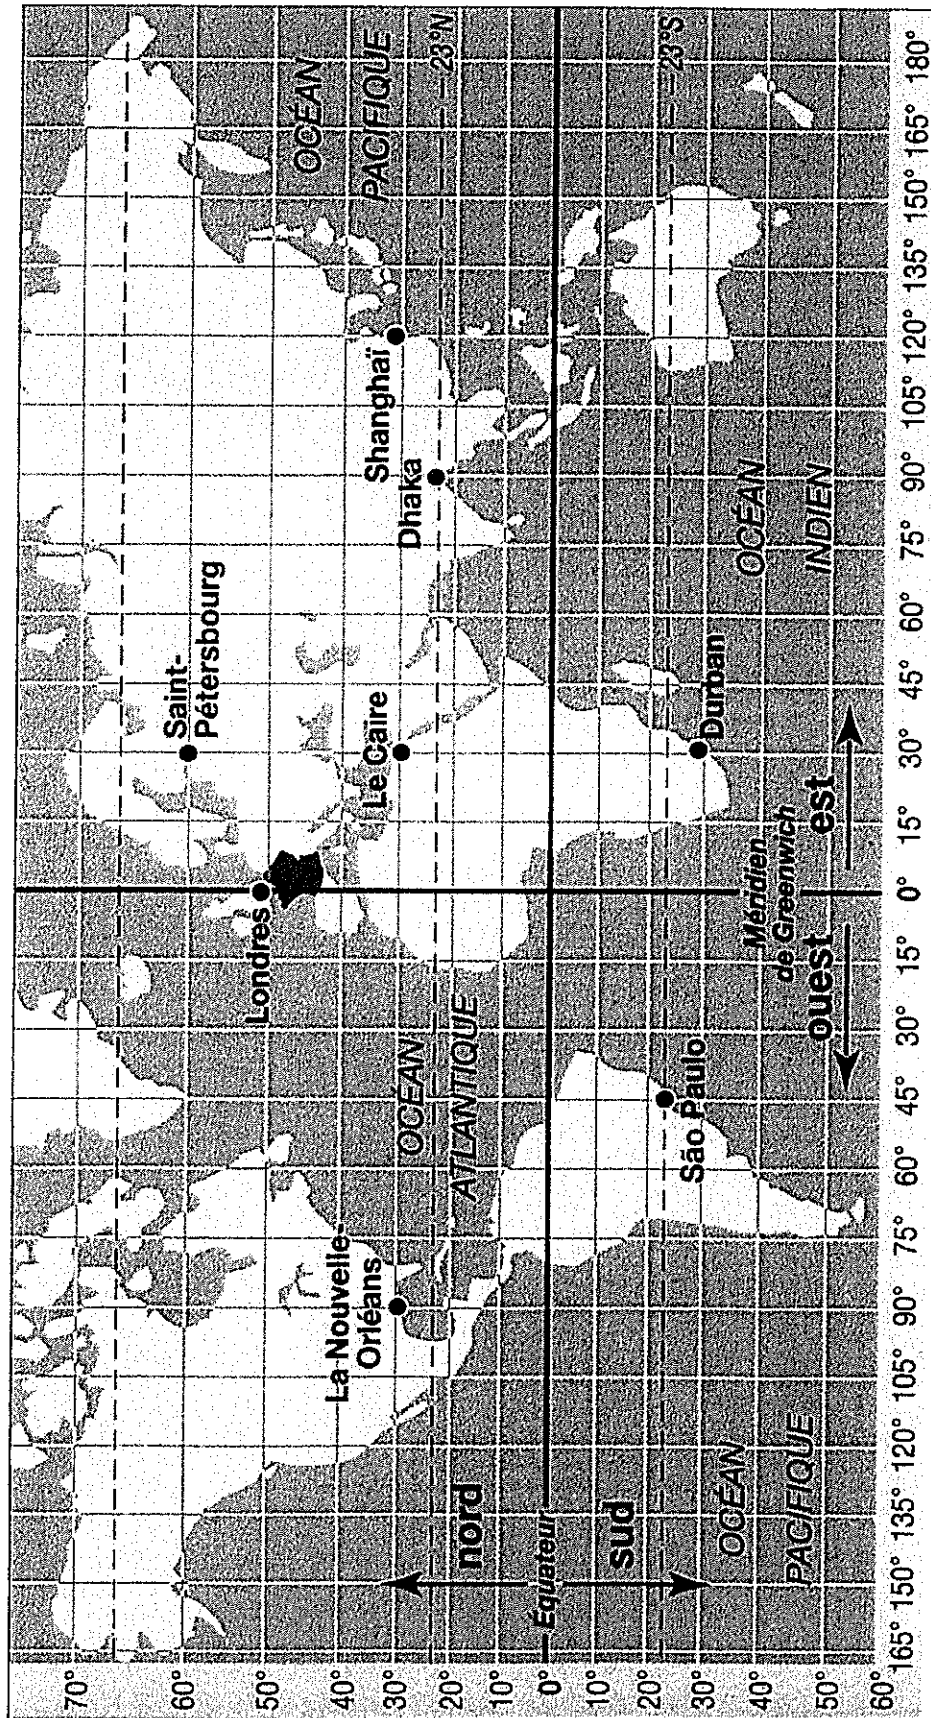 70°
60°
50°
40°
30°
20°
10°
0°
10°
20°
30°
40°
50°
60°
165° 150° 135° 120° 105° 90° 75° 60° 45° 30° 15° 0° 15° 30° 45° 60° 75° 90° 105° 120° 135° 150° 165° 180°
Saint-
Pétersbourg
Londres
La Nouvelle-
Orléans
Le Caire
Shanghaï
Dhaka
OCÉAN
PACIFIQUE
OCÉAN
ATLANTIQUE
23°N
nord
Équateur
sud
23°S
São Paulo
Durban
OCÉAN
PACIFIQUE
OCÉAN
INDIEN
Méridien
de Greenwich
ouest
est